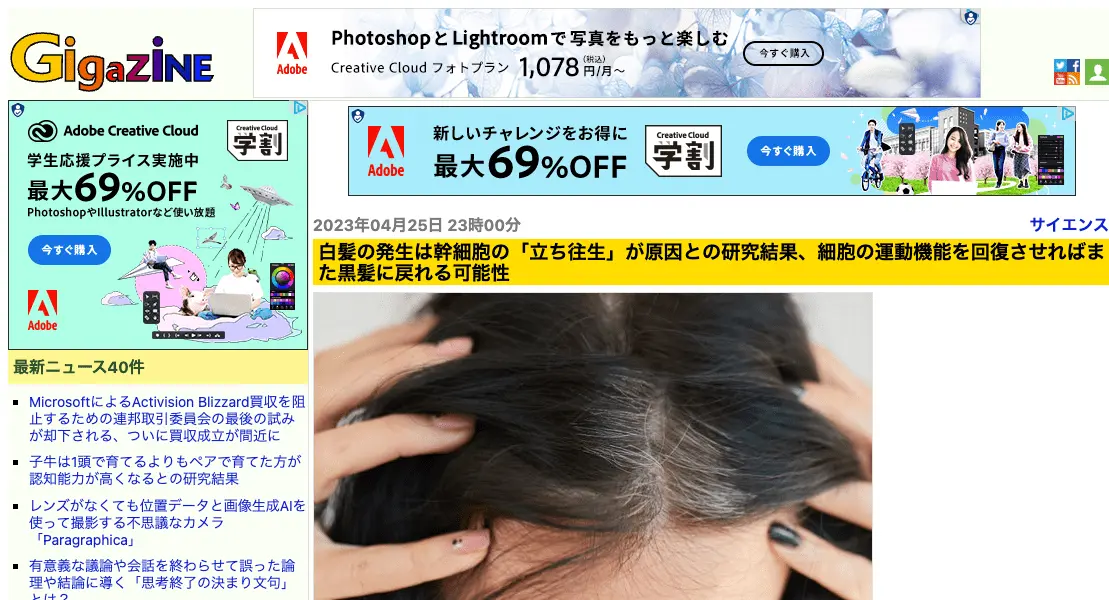 GIGAZINE
Adobe
PhotoshopとLightroomで写真をもっと楽しむ
Creative Cloud フォトプラン 1,078 (税込) 円/月〜
今すぐ購入
Adobe Creative Cloud
Creative Cloud
学割
学生応援プライス実施中
最大69%OFF
PhotoshopやIllustratorなど使い放題
今すぐ購入
Adobe
Adobe
新しいチャレンジをお得に
最大69%OFF
Creative Cloud
学割
今すぐ購入
2023年04月25日 23時00分
サイエンス
白髪の発生は幹細胞の「立ち往生」が原因との研究結果、細胞の運動機能を回復させればま
た黒髪に戻れる可能性
最新ニュース40件
MicrosoftによるActivision Blizzard買収を阻
止するための連邦取引委員会の最後の試み
が却下される、ついに買収成立が間近に
子牛は1頭で育てるよりもペアで育てた方が
認知能力が高くなるとの研究結果
レンズがなくても位置データと画像生成AIを
使って撮影する不思議なカメラ
「Paragraphica」
有意義な議論や会話を終わらせて誤った論
理や結論に導く「思考終了の決まり文句」
とは？